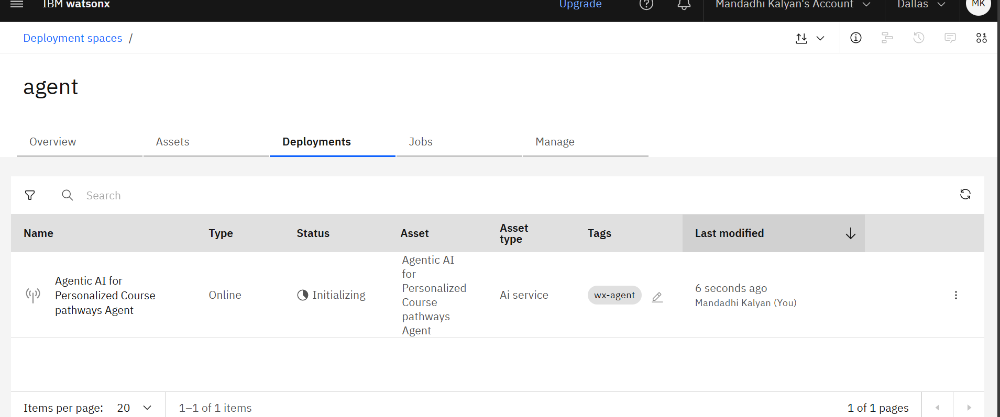 IBM watsonx
Upgrade
Mandadhi Kalyan's Account
Dallas
MK
Deployment spaces /
agent
Overview
Assets
Deployments
Jobs
Manage
Search
Name
Type
Status
Asset
Asset
type
Tags
Last modified
Agentic AI for
Personalized Course
pathways Agent
Online
Initializing
Agentic AI
for
Personalized
Course
pathways
Agent
Ai service
wx-agent
6 seconds ago
Mandadhi Kalyan (You)
Items per page: 20
1–1 of 1 items
1 of 1 pages